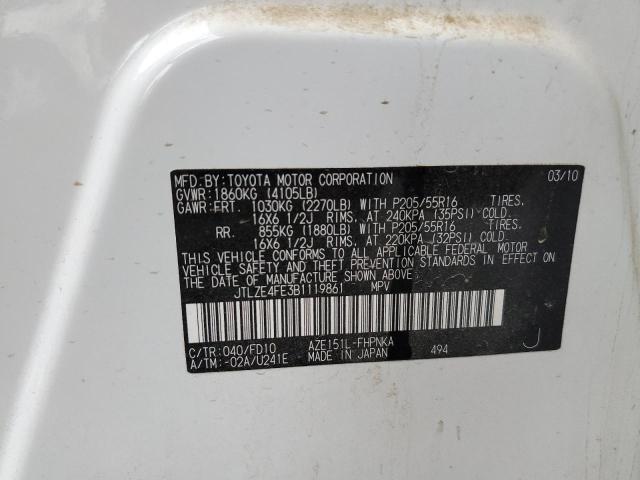 MFD.BY:TOYOTA MOTOR CORPORATION 03/10
GVWR:1860KG (4105LB)
GAWR:FRT. 1030KG (2270LB) WITH P205/55R16 TIRES.
16X6 1/2J RIMS, AT 240KPA (35PSI) COLD.
RR. 855KG (1880LB) WITH P205/55R16 TIRES.
16X6 1/2J RIMS, AT 220KPA (32PSI) COLD
THIS VEHICLE CONFORMS TO ALL APPLICABLE FEDERAL MOTOR
VEHICLE SAFETY AND BUMPER STANDARDS IN EFFECT ON
THE DATE OF MANUFACTURE SHOWN ABOVE.
JTLZE4FE3B1119861 MPV
C/TR:040/FD10 AZE151L-FHPNKA
A/TM:-02A/U241E MADE IN JAPAN 494 J